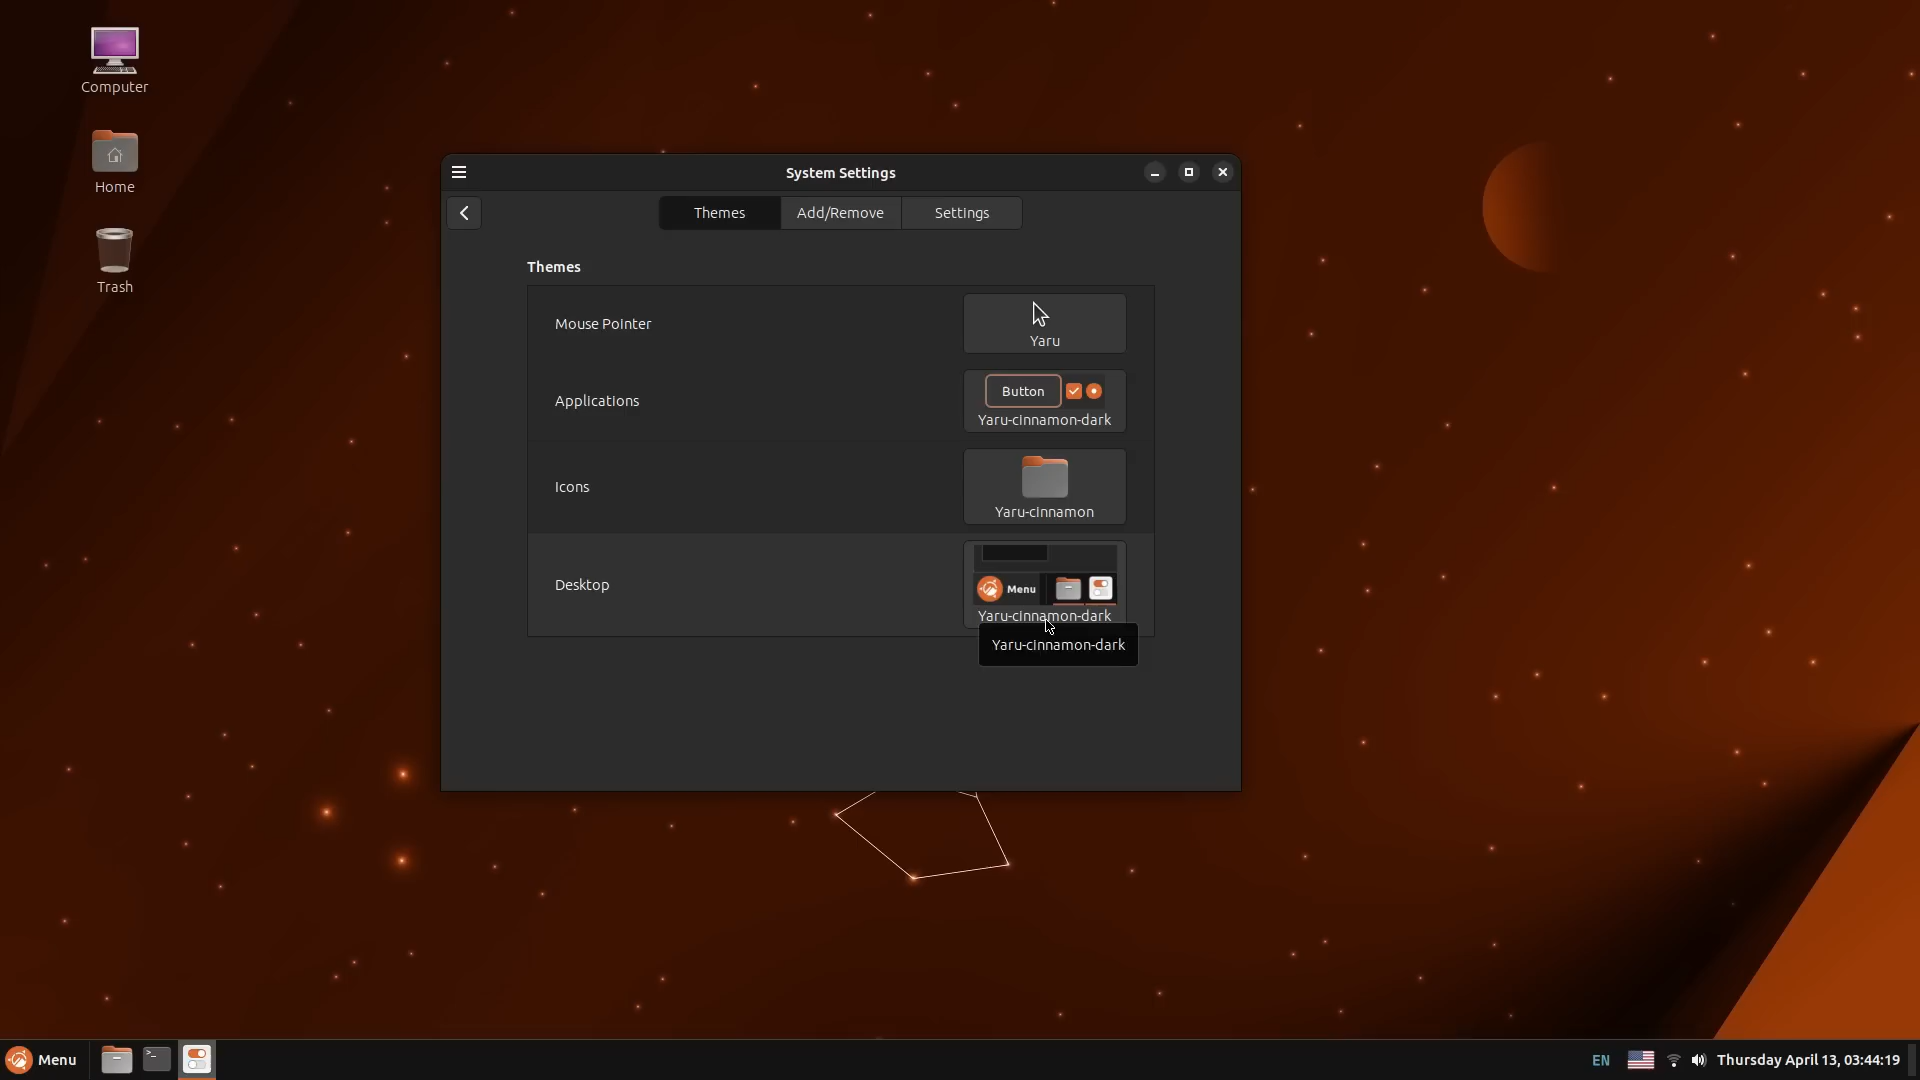 Computer
Home
Trash
System Settings
Themes
Add/Remove
Settings
Themes
Mouse Pointer
Yaru
Applications
Button
Yaru-cinnamon-dark
Icons
Yaru-cinnamon
Desktop
Menu
Yaru-cinnamon-dark
Yaru-cinnamon-dark
Menu
EN
Thursday April 13, 03:44:19